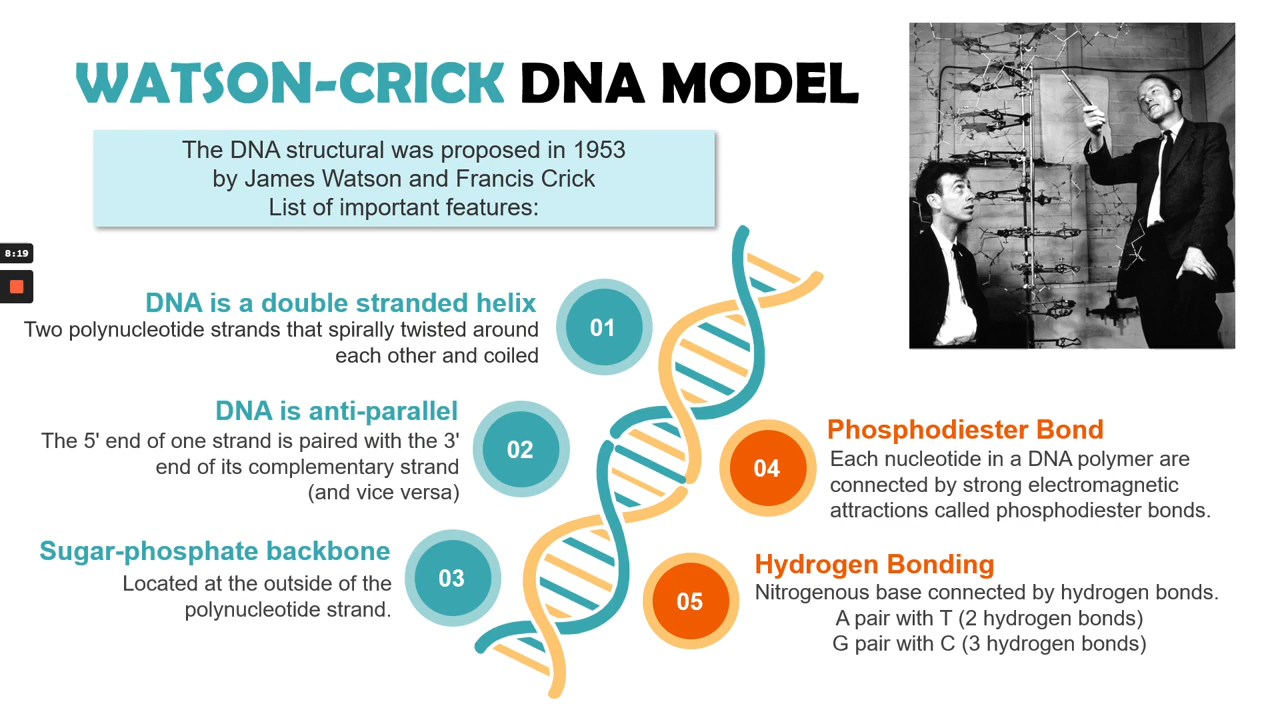 WATSON-CRICK DNA MODEL
The DNA structural was proposed in 1953
by James Watson and Francis Crick
List of important features:
8:19
DNA is a double stranded helix
Two polynucleotide strands that spirally twisted around
each other and coiled
01
DNA is anti-parallel
The 5' end of one strand is paired with the 3'
end of its complementary strand
(and vice versa)
02
Sugar-phosphate backbone
Located at the outside of the
polynucleotide strand.
03
Phosphodiester Bond
Each nucleotide in a DNA polymer are
connected by strong electromagnetic
attractions called phosphodiester bonds.
04
Hydrogen Bonding
Nitrogenous base connected by hydrogen bonds.
A pair with T (2 hydrogen bonds)
G pair with C (3 hydrogen bonds)
05